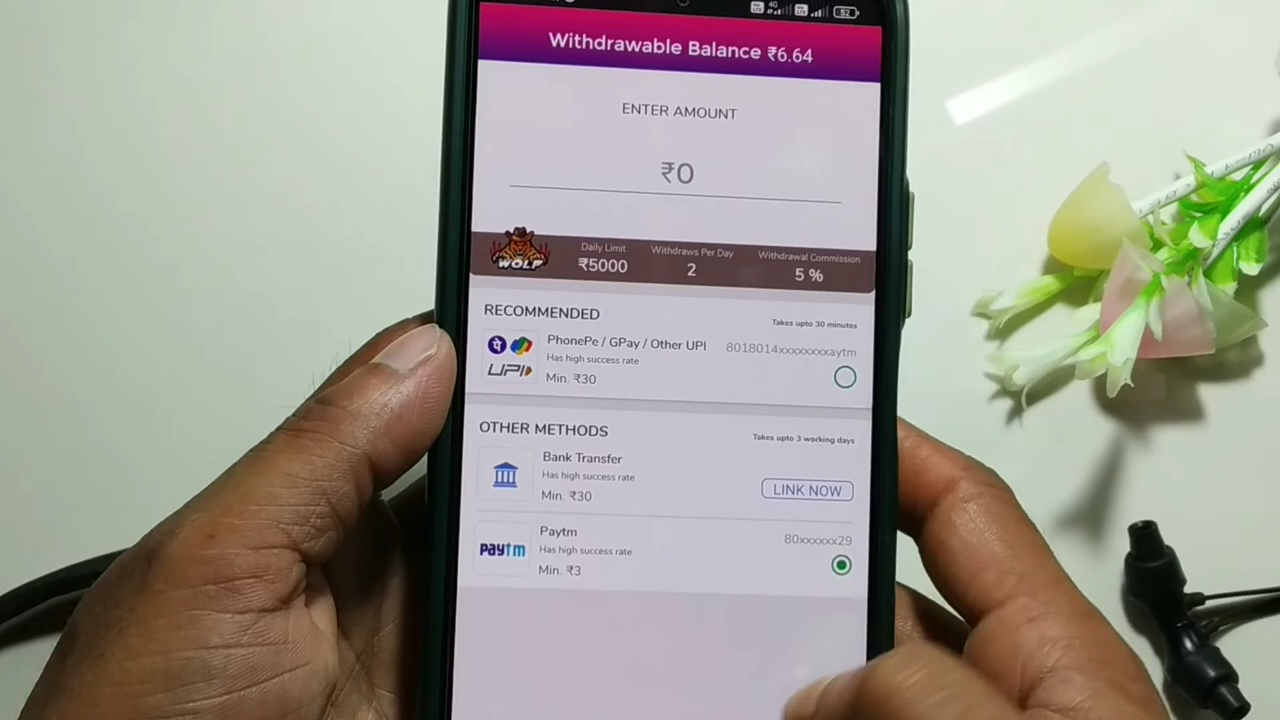 4G
52
Withdrawable Balance ₹6.64
ENTER AMOUNT
₹0
WOLF
Daily Limit
₹5000
Withdraws Per Day
2
Withdrawal Commission
5 %
RECOMMENDED
Takes upto 30 minutes
PhonePe / GPay / Other UPI
8018014xxxxxxxxaytm
Has high success rate
Min. ₹30
UPI
OTHER METHODS
Takes upto 3 working days
Bank Transfer
Has high success rate
Min. ₹30
LINK NOW
Paytm
80xxxxxx29
paytm
Has high success rate
Min. ₹3